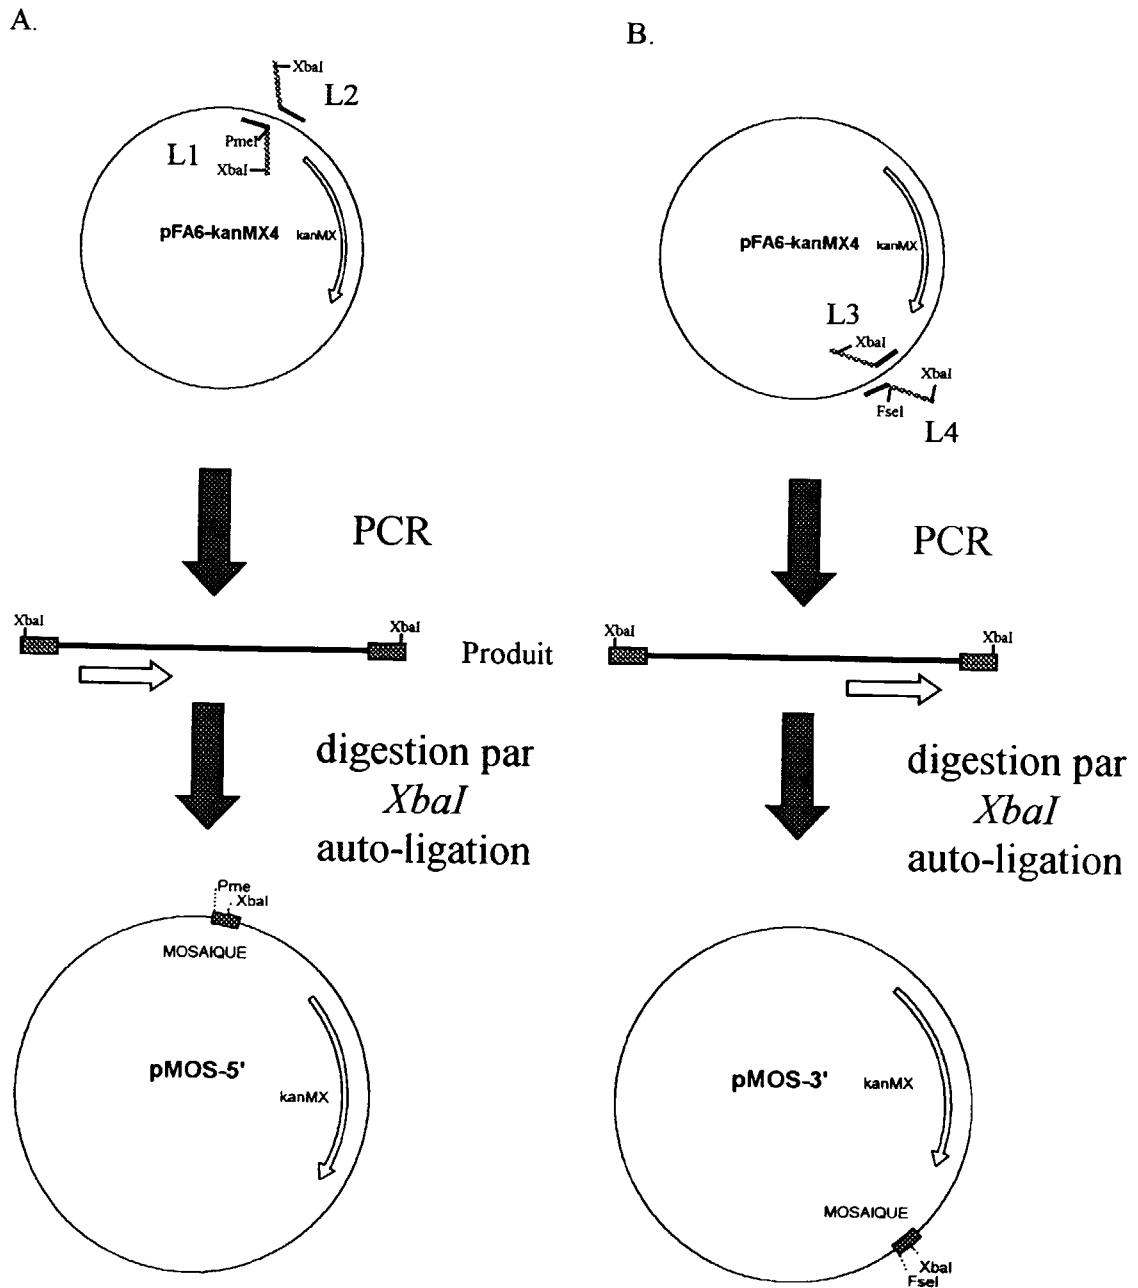 A.
XbaI
L2
PmeI
L1
XbaI
pFA6-kanMX4
kanMX
PCR
XbaI
XbaI
Produit
digestion par
XbaI
auto-ligation
Pme
XbaI
MOSAIQUE
pMOS-5'
kanMX
B.
pFA6-kanMX4
kanMX
L3
XbaI
XbaI
FseI
L4
PCR
XbaI
XbaI
digestion par
XbaI
auto-ligation
pMOS-3'
kanMX
MOSAIQUE
XbaI
FseI